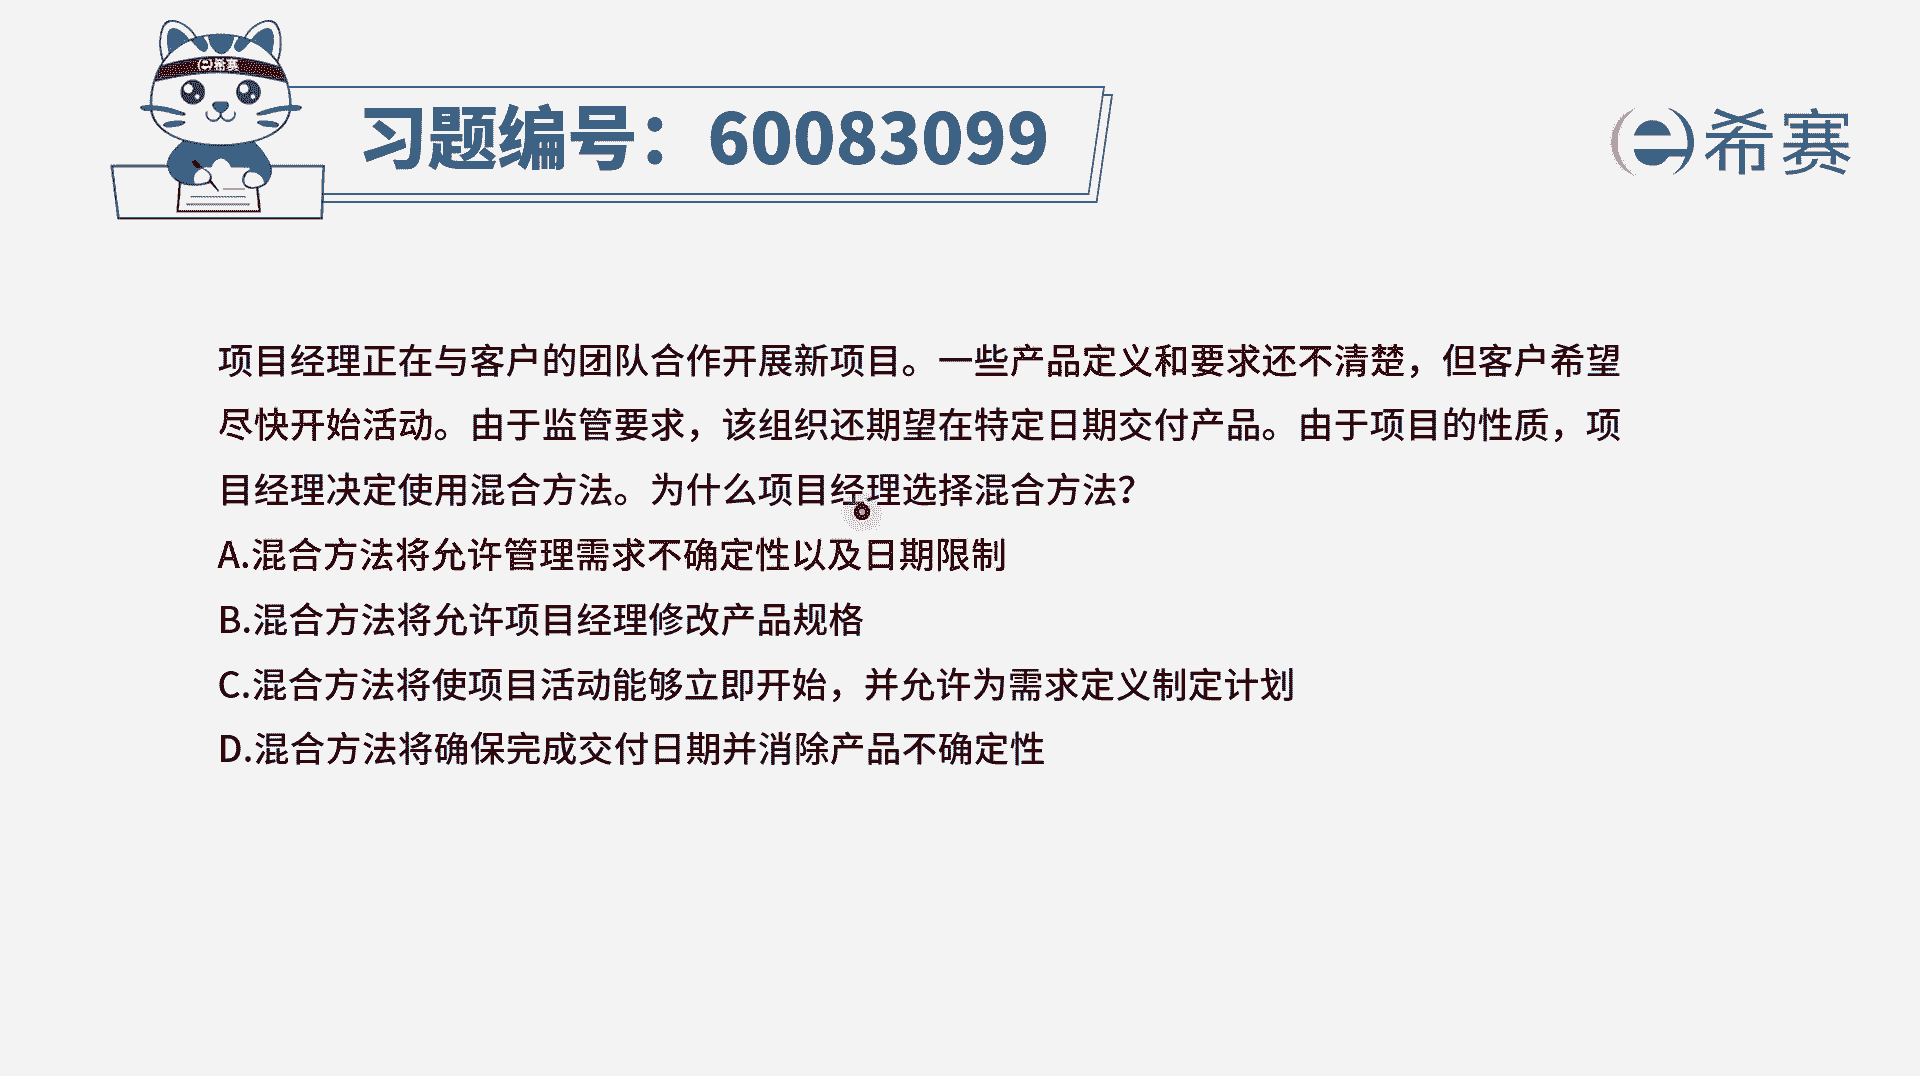 希赛
习题编号：60083099
希赛
项目经理正在与客户的团队合作开展新项目。一些产品定义和要求还不清楚，但客户希望
尽快开始活动。由于监管要求，该组织还期望在特定日期交付产品。由于项目的性质，项
目经理决定使用混合方法。为什么项目经理选择混合方法？
A.混合方法将允许管理需求不确定性以及日期限制
B.混合方法将允许项目经理修改产品规格
C.混合方法将使项目活动能够立即开始，并允许为需求定义制定计划
D.混合方法将确保完成交付日期并消除产品不确定性